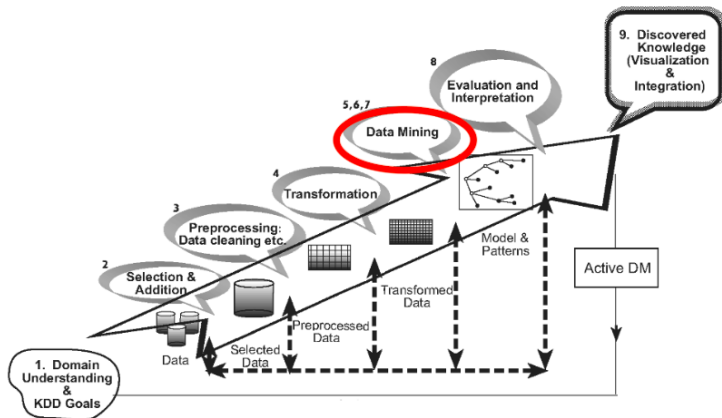 9. Discovered
Knowledge
(Visualization
&
Integration)
8
Evaluation and
Interpretation
5,6,7
Data Mining
4
Transformation
3
Preprocessing:
Data cleaning etc.
2
Selection &
Addition
Model &
Patterns
Transformed
Data
Preprocessed
Data
Selected
Data
Data
Active DM
1. Domain
Understanding
&
KDD Goals